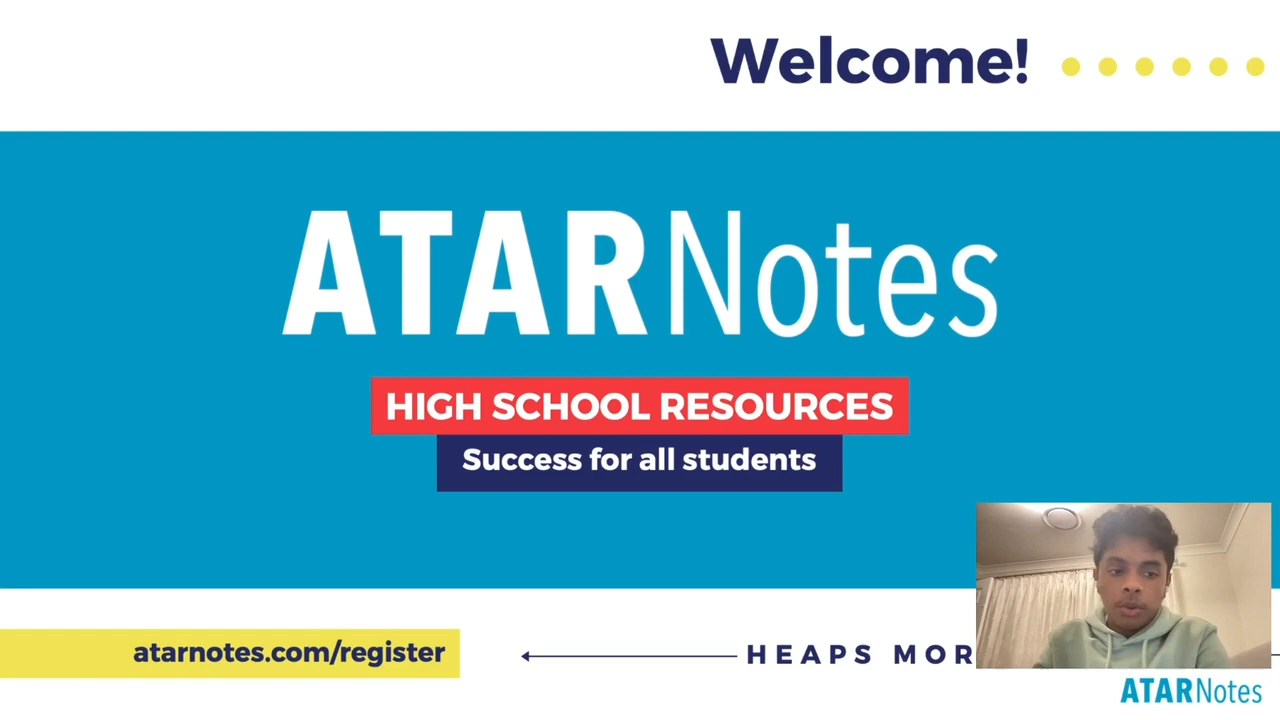 Welcome!
ATARNotes
HIGH SCHOOL RESOURCES
Success for all students
atarnotes.com/register
HEAPS MOR
ATARNotes